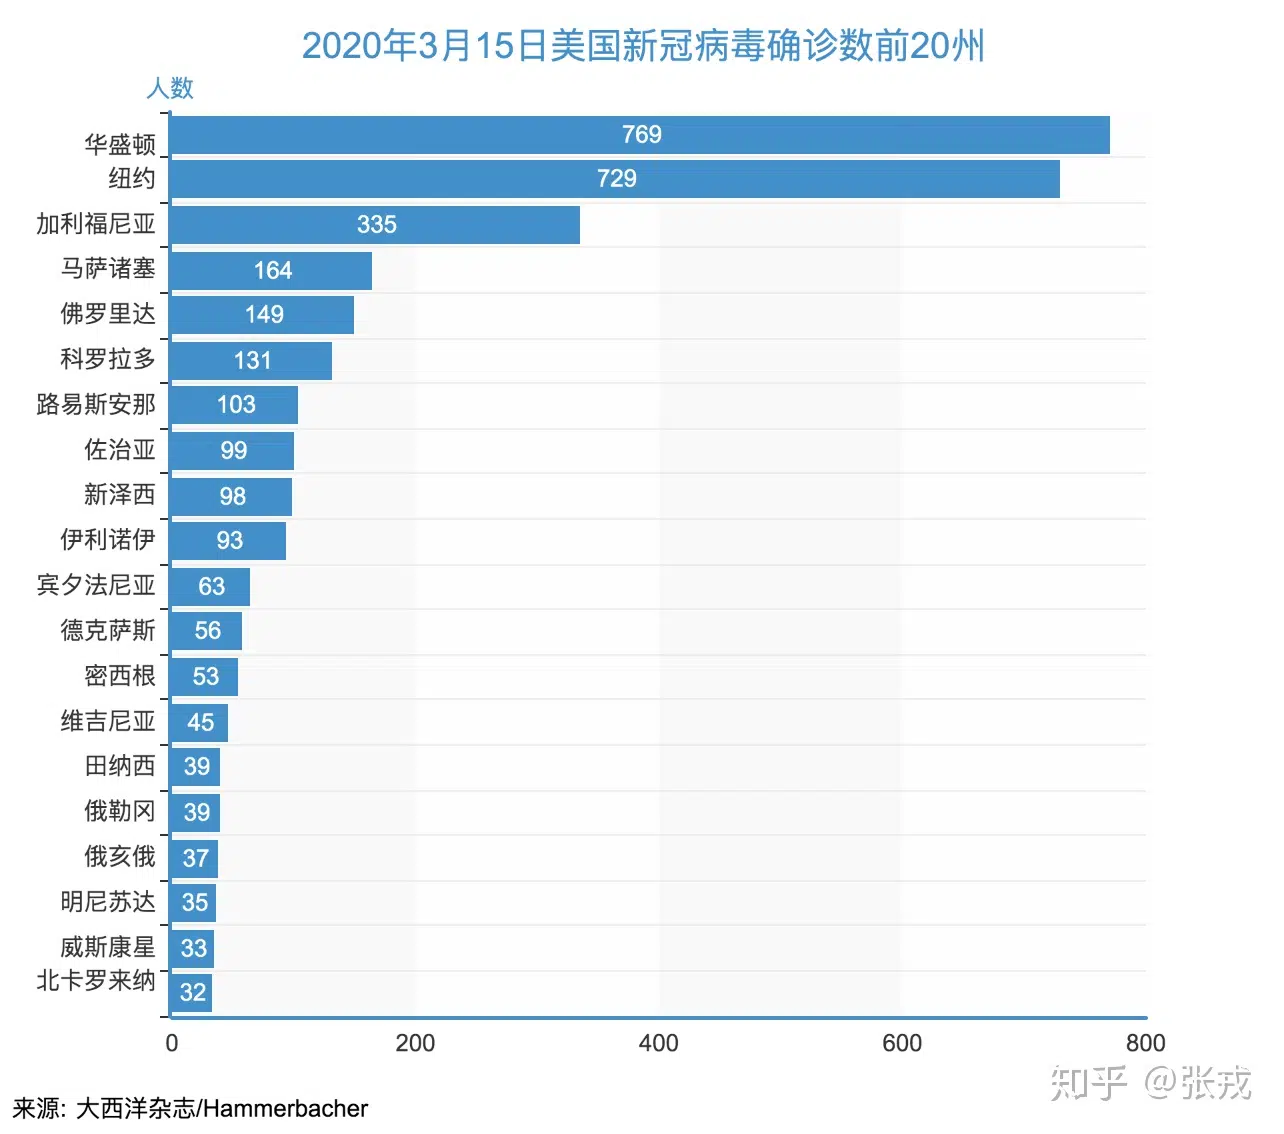 2020年3月15日美国新冠病毒确诊数前20州
人数
华盛顿 769
纽约 729
加利福尼亚 335
马萨诸塞 164
佛罗里达 149
科罗拉多 131
路易斯安那 103
佐治亚 99
新泽西 98
伊利诺伊 93
宾夕法尼亚 63
德克萨斯 56
密西根 53
维吉尼亚 45
田纳西 39
俄勒冈 39
俄亥俄 37
明尼苏达 35
威斯康星 33
北卡罗来纳 32
0 200 400 600 800
知乎 @张戎
来源: 大西洋杂志/Hammerbacher